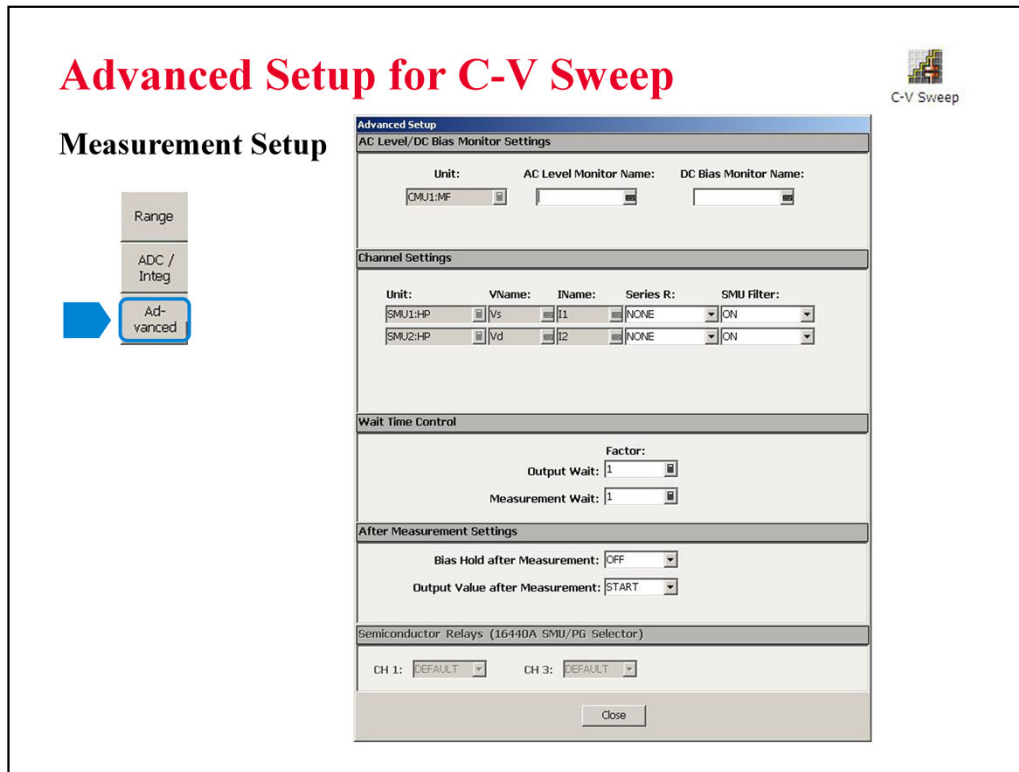 Advanced Setup for C-V Sweep
C-V Sweep
Measurement Setup
Range
ADC /
Integ
Ad-
vanced
Advanced Setup
AC Level/DC Bias Monitor Settings
Unit: AC Level Monitor Name: DC Bias Monitor Name:
CMU1:MF
Channel Settings
Unit: VName: IName: Series R: SMU Filter:
SMU1:HP Vs I1 NONE ON
SMU2:HP Vd I2 NONE ON
Wait Time Control
Factor:
Output Wait: 1
Measurement Wait: 1
After Measurement Settings
Bias Hold after Measurement: OFF
Output Value after Measurement: START
Semiconductor Relays (16440A SMU/PG Selector)
CH 1: DEFAULT CH 3: DEFAULT
Close